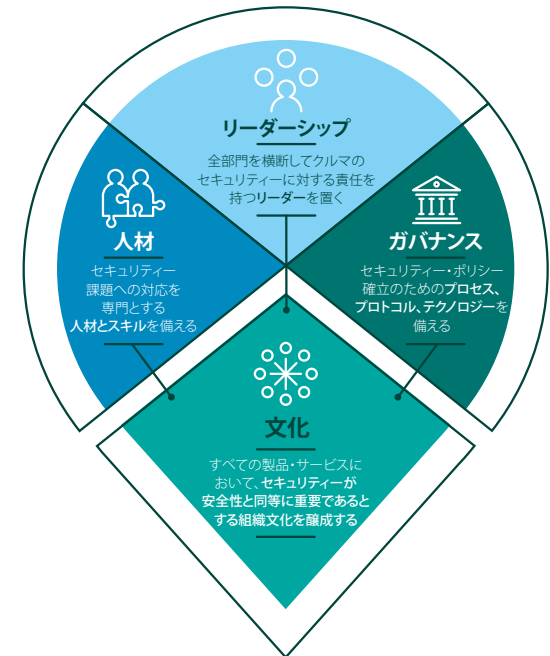 リーダーシップ
全部門を横断してクルマの
セキュリティーに対する責任を
持つリーダーを置く
人材
セキュリティー
課題への対応を
専門とする
人材とスキルを備える
ガバナンス
セキュリティー・ポリシー
確立のためのプロセス、
プロトコル、テクノロジーを
備える
文化
すべての製品・サービスに
おいて、セキュリティーが
安全性と同等に重要であると
する組織文化を醸成する